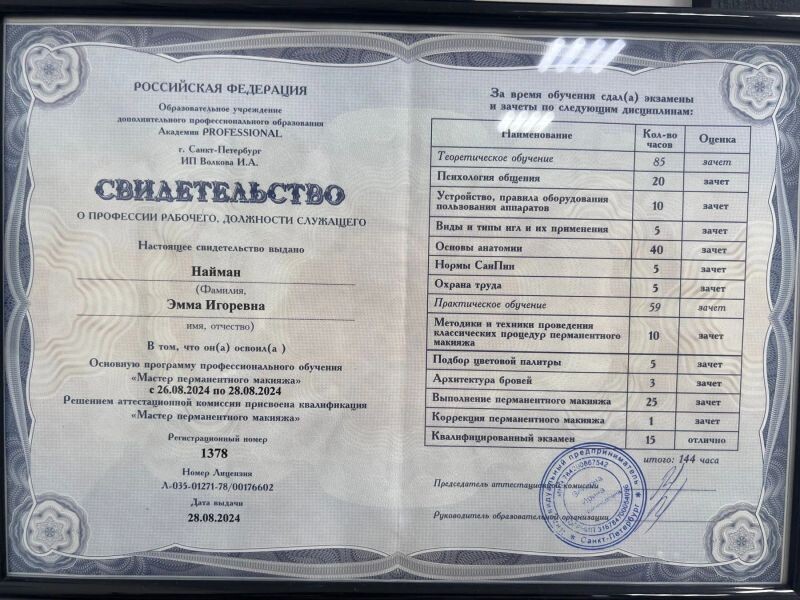 РОССИЙСКАЯ ФЕДЕРАЦИЯ
Образовательное учреждение
дополнительного профессионального образования
Академия PROFESSIONAL
г. Санкт-Петербург
ИП Волкова И.А.
СВИДЕТЕЛЬСТВО
О ПРОФЕССИИ РАБОЧЕГО, ДОЛЖНОСТИ СЛУЖАЩЕГО
Настоящее свидетельство выдано
Найман
(Фамилия,
Эмма Игоревна
имя, отчество)
В том, что он(а) освоил(а )
Основную программу профессионального обучения
«Мастер перманентного макияжа»
с 26.08.2024 по 28.08.2024
Решением аттестационной комиссии присвоена квалификация
«Мастер перманентного макияжа»
Регистрационный номер
1378
Номер Лицензия
Л-035-01271-78/00176602
Дата выдачи
28.08.2024
За время обучения сдал(а) экзамены
и зачеты по следующим дисциплинам:
Наименование Кол-во часов Оценка
Теоретическое обучение 85 зачет
Психология общения 20 зачет
Устройство, правила оборудования
пользования аппаратов 10 зачет
Виды и типы игл и их применения 5 зачет
Основы анатомии 40 зачет
Нормы СанПин 5 зачет
Охрана труда 5 зачет
Практическое обучение 59 зачет
Методики и техники проведения
классических процедур перманентного
макияжа 10 зачет
Подбор цветовой палитры 5 зачет
Архитектура бровей 3 зачет
Выполнение перманентного макияжа 25 зачет
Коррекция перманентного макияжа 1 зачет
Квалифицированный экзамен 15 отлично
итого: 144 часа
Председатель аттестационной комиссии
Руководитель образовательной организации
Индивидуальный предприниматель
Санкт-Петербург